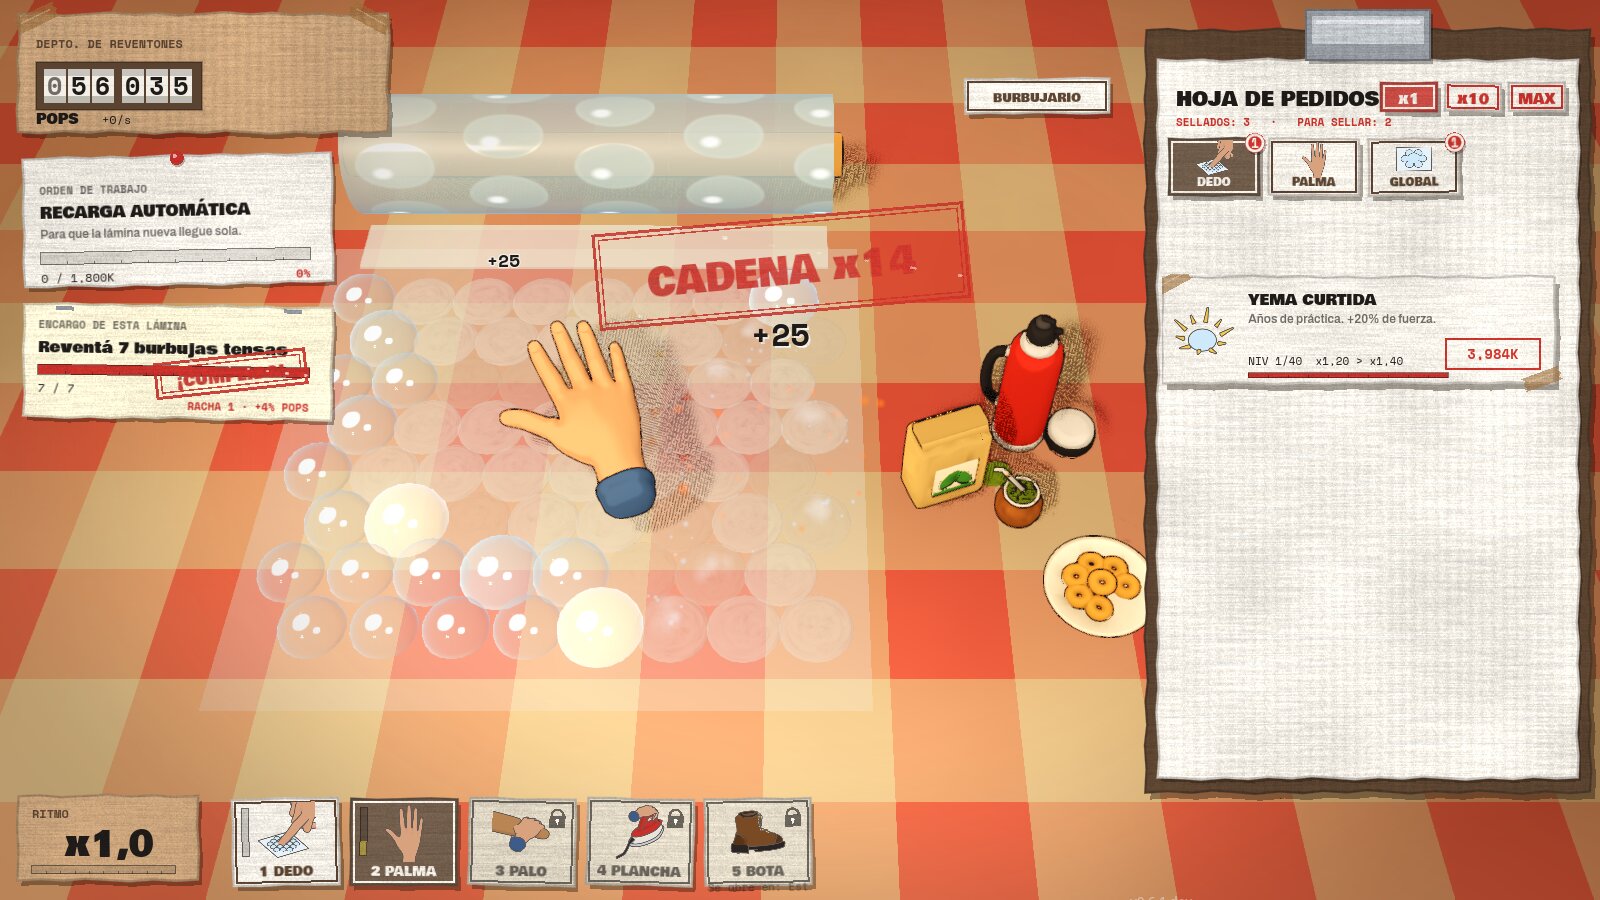 DEPTO. DE REVENTONES
056 035
POPS +0/s
ORDEN DE TRABAJO
RECARGA AUTOMÁTICA
Para que la lámina nueva llegue sola.
0 / 1.800K 0%
ENCARGO DE ESTA LÁMINA
Reventá 7 burbujas tensas
7 / 7
RACHA 1 · +4% POPS
+25
CADENA x14
+25
BURBUJARIO
HOJA DE PEDIDOS x1 x10 MAX
SELLADOS: 3 · PARA SELLAR: 2
DEDO 1
PALMA
GLOBAL 1
YEMA CURTIDA
Años de práctica. +20% de fuerza.
NIV 1/40 x1,20 > x1,40
3.984K
RITMO
x1,0
1 DEDO
2 PALMA
3 PALO
4 PLANCHA
5 BOTA